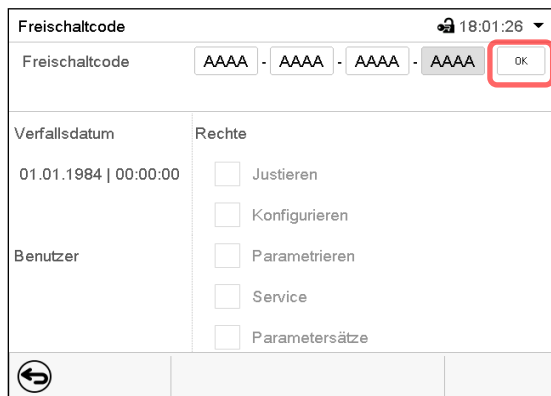 Freischaltcode 18:01:26
Freischaltcode AAAA - AAAA - AAAA - AAAA OK
Verfallsdatum Rechte
01.01.1984 | 00:00:00 Justieren
Konfigurieren
Benutzer Parametrieren
Service
Parametersätze